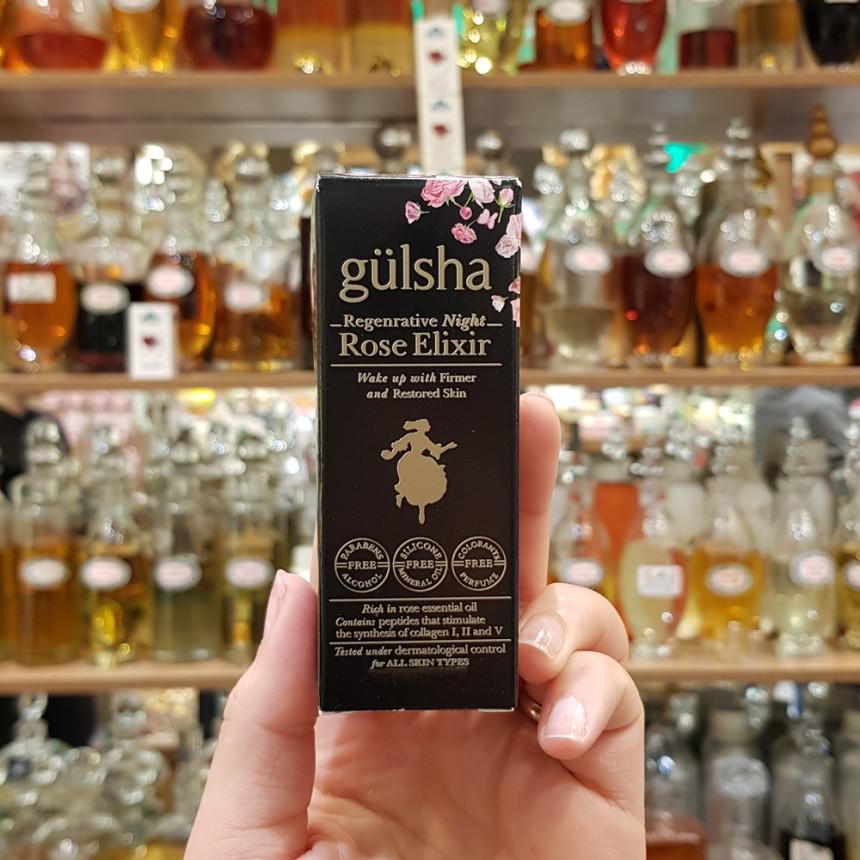 gülsha
Regenrative Night
Rose Elixir
Wake up with Firmer
and Restored Skin
PARABENS
FREE
ALCOHOL
SILICONE
FREE
MINERAL OIL
COLORANTS
FREE
PERFUME
Rich in rose essential oil
Contains peptides that stimulate
the synthesis of collagen I, II and V
Tested under dermatological control
for ALL SKIN TYPES